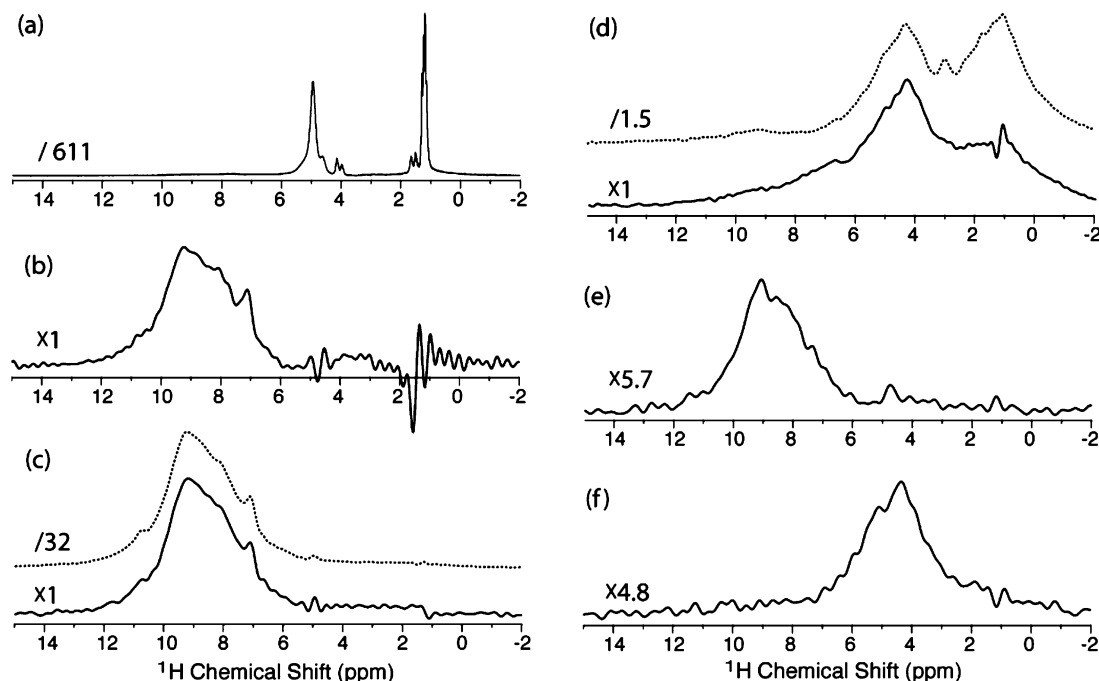 (a)
/ 611
14 12 10 8 6 4 2 0 -2
(b)
X1
14 12 10 8 6 4 2 0 -2
(c)
/32
X1
14 12 10 8 6 4 2 0 -2
¹H Chemical Shift (ppm)
(d)
/1.5
X1
14 12 10 8 6 4 2 0 -2
(e)
X5.7
14 12 10 8 6 4 2 0 -2
(f)
X4.8
14 12 10 8 6 4 2 0 -2
¹H Chemical Shift (ppm)